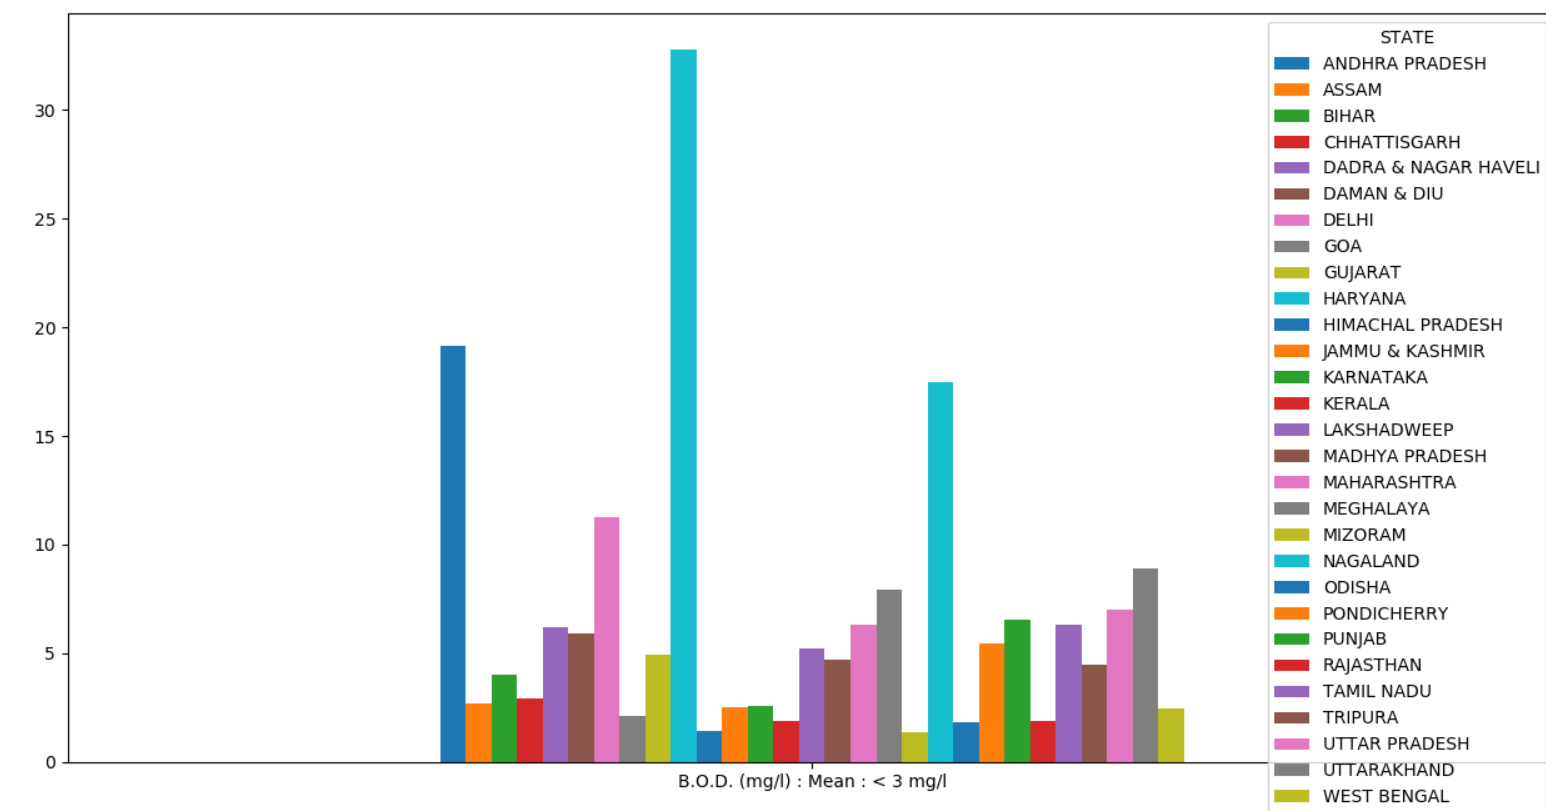 30
25
20
15
10
5
0
B.O.D. (mg/l) : Mean : < 3 mg/l
STATE
ANDHRA PRADESH
ASSAM
BIHAR
CHHATTISGARH
DADRA & NAGAR HAVELI
DAMAN & DIU
DELHI
GOA
GUJARAT
HARYANA
HIMACHAL PRADESH
JAMMU & KASHMIR
KARNATAKA
KERALA
LAKSHADWEEP
MADHYA PRADESH
MAHARASHTRA
MEGHALAYA
MIZORAM
NAGALAND
ODISHA
PONDICHERRY
PUNJAB
RAJASTHAN
TAMIL NADU
TRIPURA
UTTAR PRADESH
UTTARAKHAND
WEST BENGAL